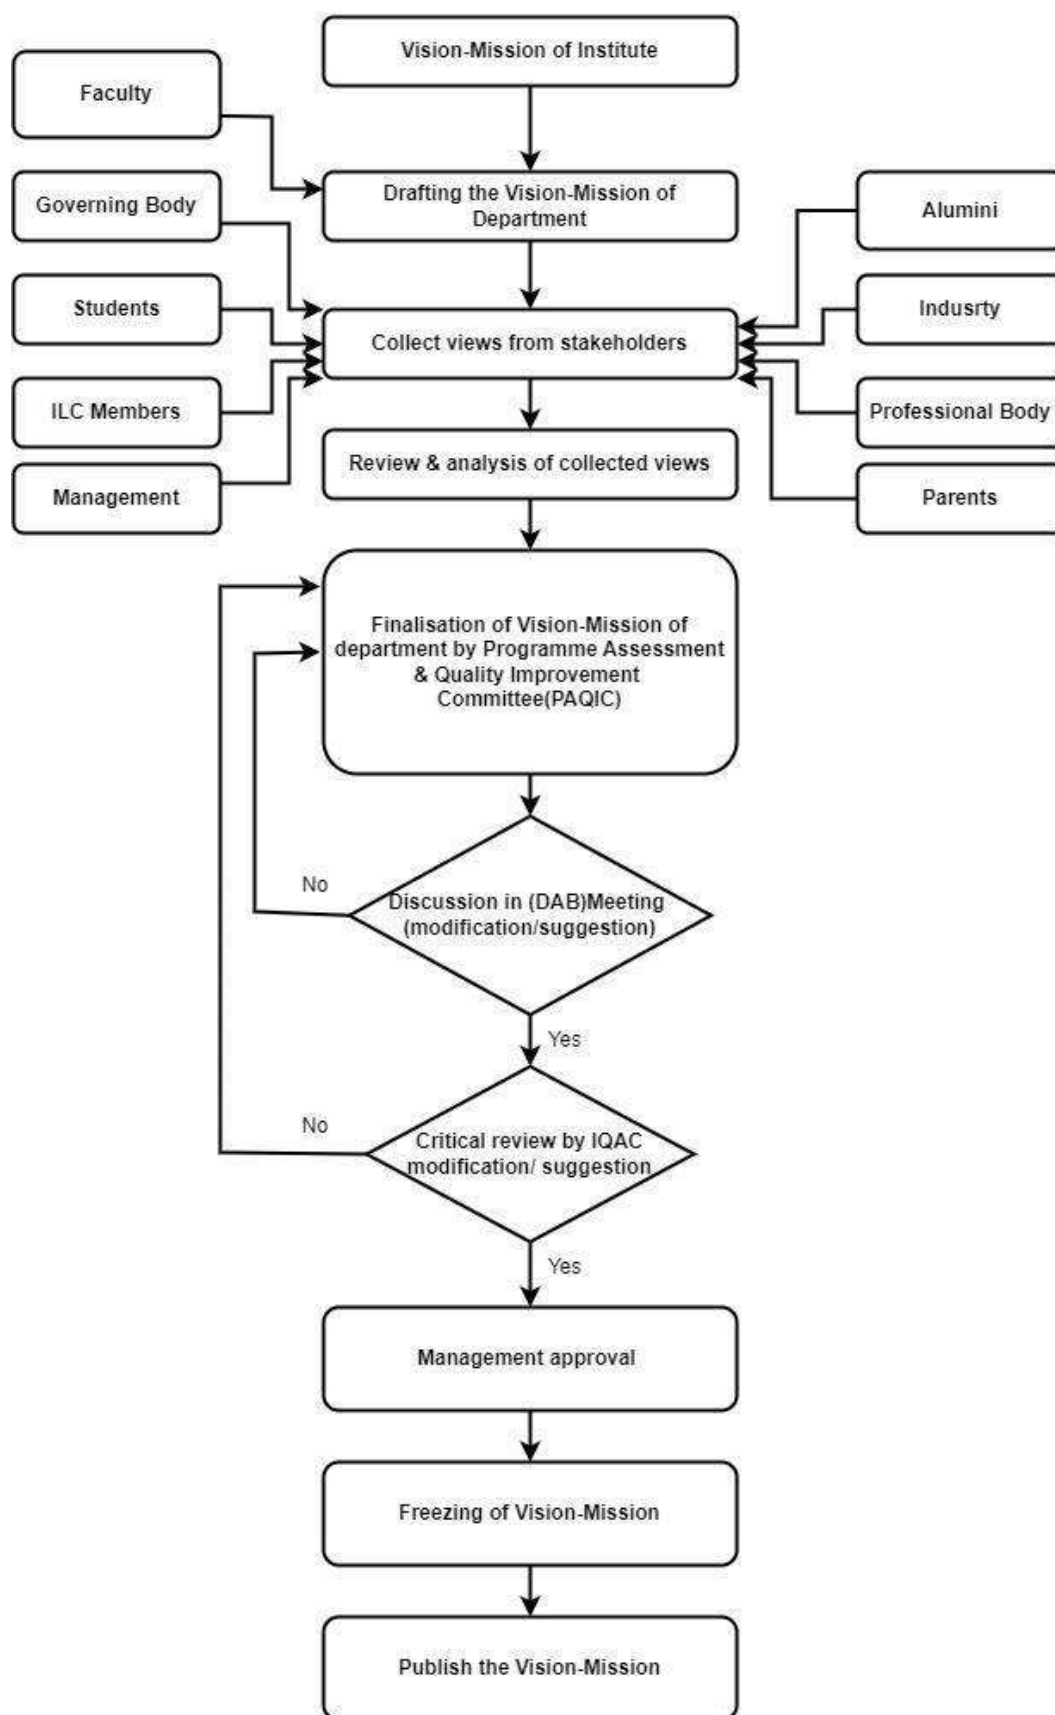 Vision-Mission of Institute
Faculty
Drafting the Vision-Mission of
Department
Governing Body
Alumini
Students
Collect views from stakeholders
Indusrty
ILC Members
Professional Body
Review & analysis of collected views
Management
Parents
Finalisation of Vision-Mission of
department by Programme Assessment
& Quality Improvement
Committee(PAQIC)
No
Discussion in (DAB)Meeting
(modification/suggestion)
Yes
No
Critical review by IQAC
modification/ suggestion
Yes
Management approval
Freezing of Vision-Mission
Publish the Vision-Mission